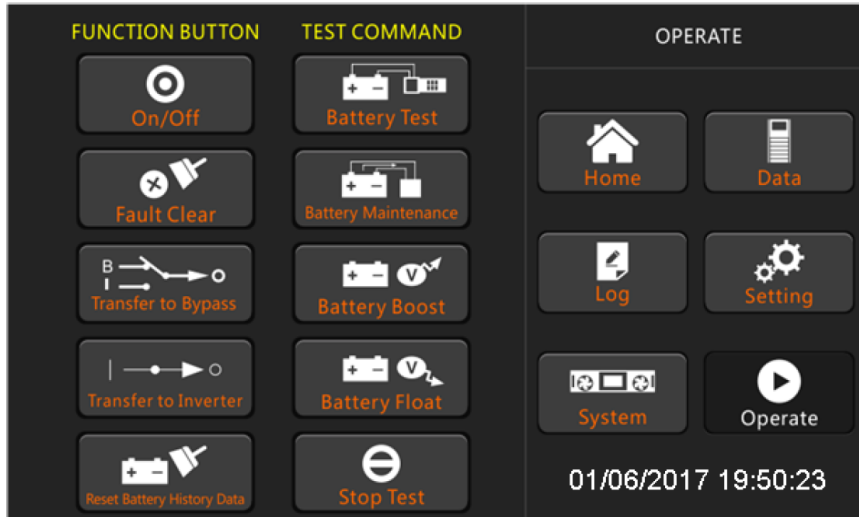 FUNCTION BUTTON
TEST COMMAND
OPERATE
On/Off
Battery Test
Fault Clear
Battery Maintenance
B
I
Transfer to Bypass
V
Battery Boost
Transfer to Inverter
V
Battery Float
Reset Battery History Data
Stop Test
Home
Data
Log
Setting
System
Operate
01/06/2017 19:50:23